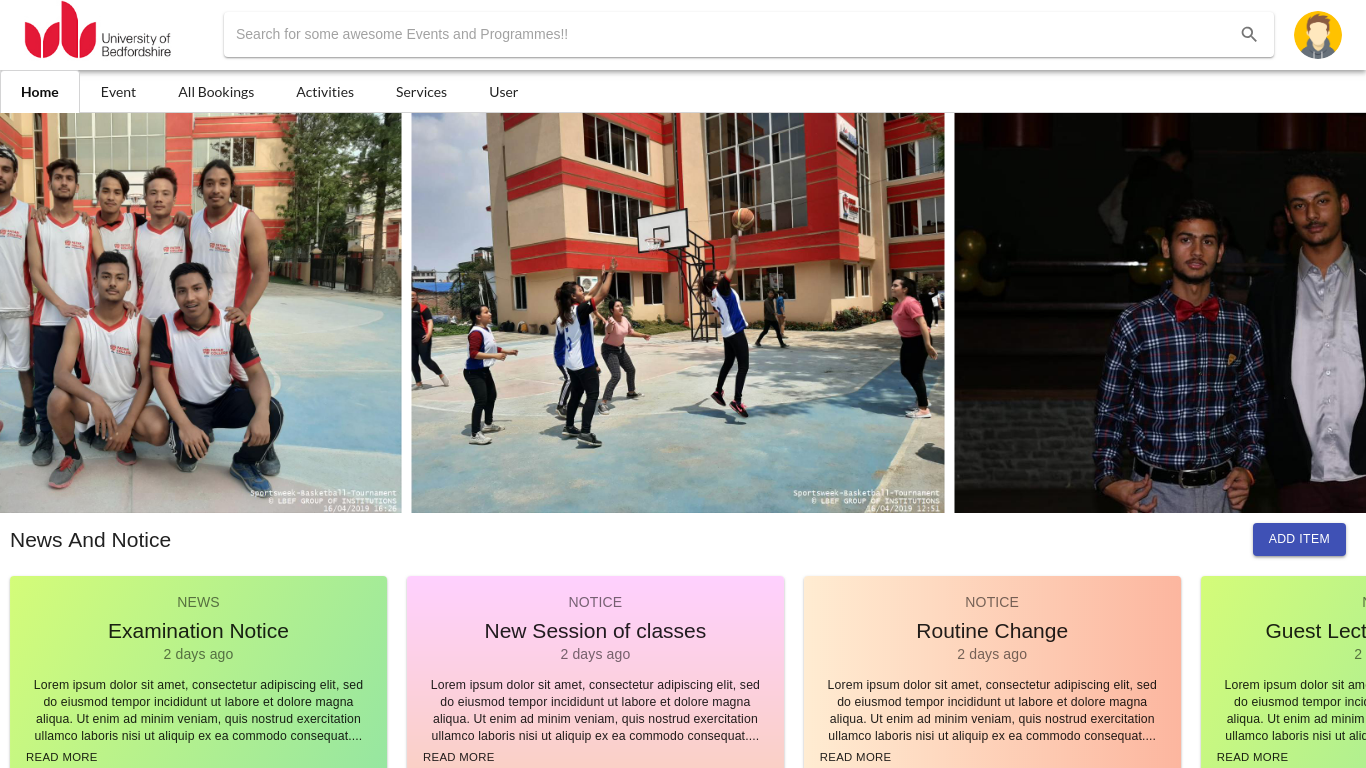 University of
Bedfordshire
Search for some awesome Events and Programmes!!
Home Event All Bookings Activities Services User
Sportsweek-Basketball-Tournament
© LBEF GROUP OF INSTITUTIONS
16/04/2019 16:26
Sportsweek-Basketball-Tournament
© LBEF GROUP OF INSTITUTIONS
16/04/2019 12:51
News And Notice
ADD ITEM
NEWS
Examination Notice
2 days ago
Lorem ipsum dolor sit amet, consectetur adipiscing elit, sed
do eiusmod tempor incididunt ut labore et dolore magna
aliqua. Ut enim ad minim veniam, quis nostrud exercitation
ullamco laboris nisi ut aliquip ex ea commodo consequat....
READ MORE
NOTICE
New Session of classes
2 days ago
Lorem ipsum dolor sit amet, consectetur adipiscing elit, sed
do eiusmod tempor incididunt ut labore et dolore magna
aliqua. Ut enim ad minim veniam, quis nostrud exercitation
ullamco laboris nisi ut aliquip ex ea commodo consequat....
READ MORE
NOTICE
Routine Change
2 days ago
Lorem ipsum dolor sit amet, consectetur adipiscing elit, sed
do eiusmod tempor incididunt ut labore et dolore magna
aliqua. Ut enim ad minim veniam, quis nostrud exercitation
ullamco laboris nisi ut aliquip ex ea commodo consequat....
READ MORE
Guest Lect
2
Lorem ipsum dolor sit ame
do eiusmod tempor inci
aliqua. Ut enim ad minim
ullamco laboris nisi ut aliq
READ MORE